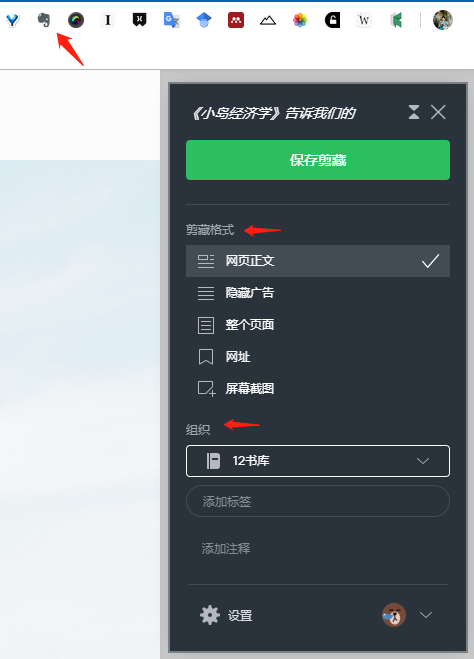 I
W
《小鸟经济学》告诉我们的
保存剪藏
剪藏格式
网页正文
隐藏广告
整个页面
网址
屏幕截图
组织
12书库
添加标签
添加注释
设置